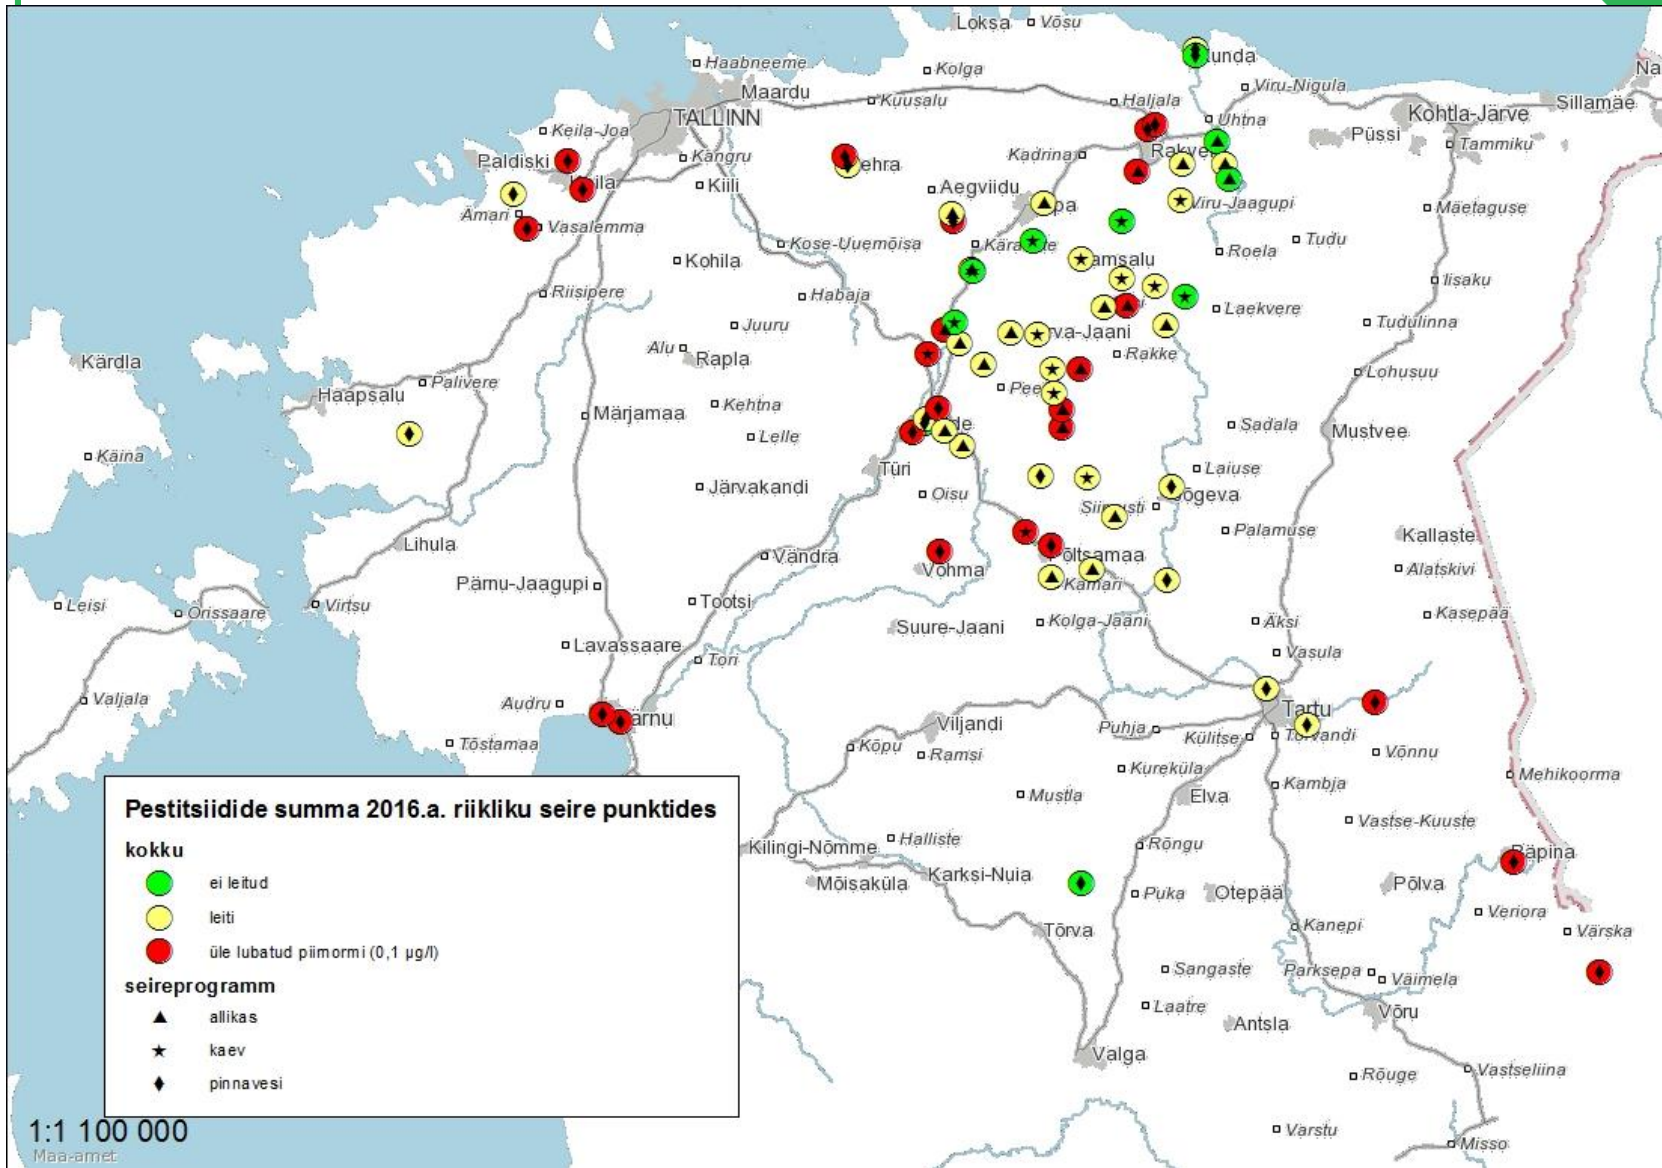 Loksa
Võsu
Haabneeme
Kolga
Kunda
Viru-Nigula
Maardu
Kuusalu
Haljala
Sillamäe
TALLINN
Uhtna
Kohtla-Järve
Püssi
Keila-Joa
Tammiku
Paldiski
Kangru
Kadrina
Kiili
Aegviidu
Viru-Jaagupi
Mäetaguse
Ämari
Vasalemma
Kose-Uuemõisa
Roela
Tudu
Kohila
Iisaku
Riisipere
Habaja
Laekvere
Juuru
Tudulinna
Alu
Rapla
Rakke
Kärdla
Lohusuu
Palivere
Haapsalu
Kehtna
Märjamaa
Sadala
Mustvee
Lelle
Käina
Türi
Laiuse
Järvakandi
Oisu
Palamuse
Kallaste
Lihula
Vändra
Võhma
Kamari
Alatskivi
Pärnu-Jaagupi
Tootsi
Leisi
Orissaare
Virtsu
Suure-Jaani
Kolga-Jaani
Äksi
Kasepää
Lavassaare
Tori
Vasula
Valjala
Audru
Tartu
Tõstamaa
Viljandi
Puhja
Külitse
Tõrvandi
Kõpu
Ramsi
Võnnu
Kureküla
Kambja
Mehikoorma
Mustla
Elva
Vastse-Kuuste
Halliste
Kilingi-Nõmme
Rõngu
Räpina
Mõisaküla
Karksi-Nuia
Puka
Otepää
Põlva
Veriora
Tõrva
Kanepi
Värska
Sangaste
Parksepa
Väimela
Laatre
Antsla
Võru
Valga
Rõuge
Vastseliina
Varstu
Misso
Pestitsiidide summa 2016.a. riikliku seire punktides
kokku
ei leitud
leiti
üle lubatud piirnormi (0,1 µg/l)
seireprogramm
allikas
kaev
pinnavesi
1:1 100 000
Maa-amet